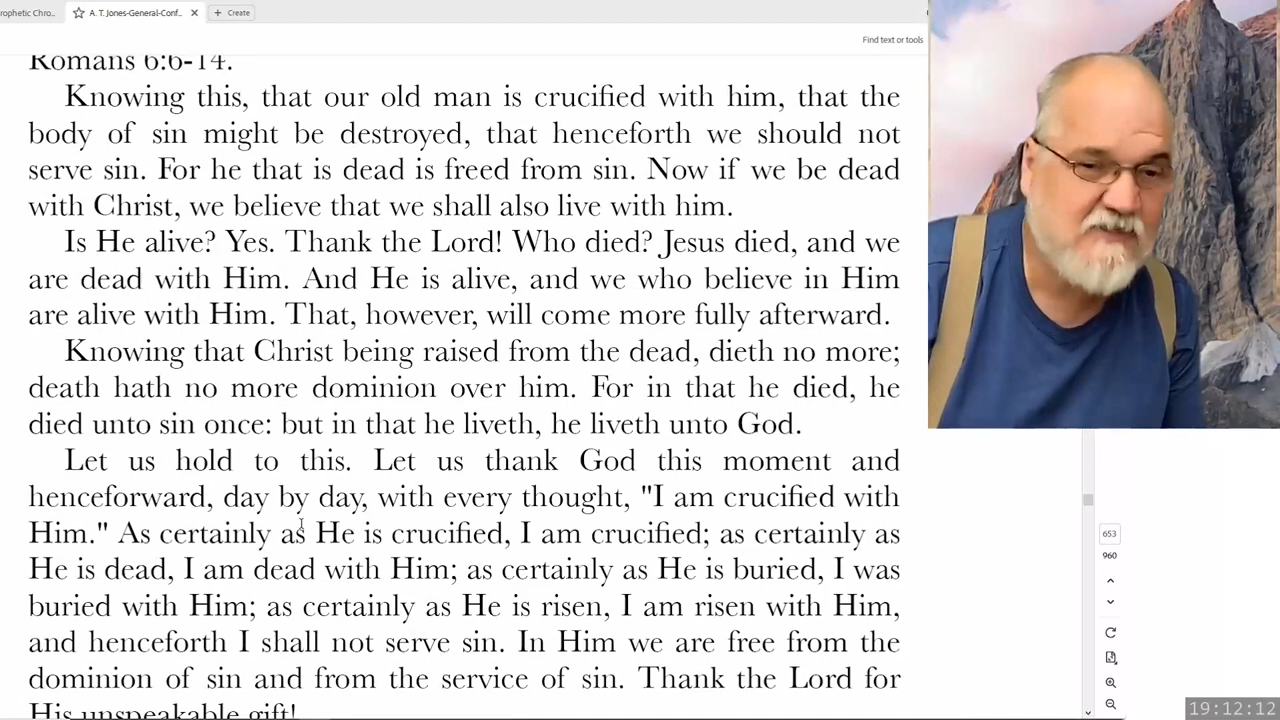 rophetic Chro...
A. T. Jones-General-Conf...
Create
Find text or tools
Romans 6:6-14.
Knowing this, that our old man is crucified with him, that the
body of sin might be destroyed, that henceforth we should not
serve sin. For he that is dead is freed from sin. Now if we be dead
with Christ, we believe that we shall also live with him.
Is He alive? Yes. Thank the Lord! Who died? Jesus died, and we
are dead with Him. And He is alive, and we who believe in Him
are alive with Him. That, however, will come more fully afterward.
Knowing that Christ being raised from the dead, dieth no more;
death hath no more dominion over him. For in that he died, he
died unto sin once: but in that he liveth, he liveth unto God.
Let us hold to this. Let us thank God this moment and
henceforward, day by day, with every thought, "I am crucified with
Him." As certainly as He is crucified, I am crucified; as certainly as
He is dead, I am dead with Him; as certainly as He is buried, I was
buried with Him; as certainly as He is risen, I am risen with Him,
and henceforth I shall not serve sin. In Him we are free from the
dominion of sin and from the service of sin. Thank the Lord for
His unspeakable gift!
653
960
19:12:12